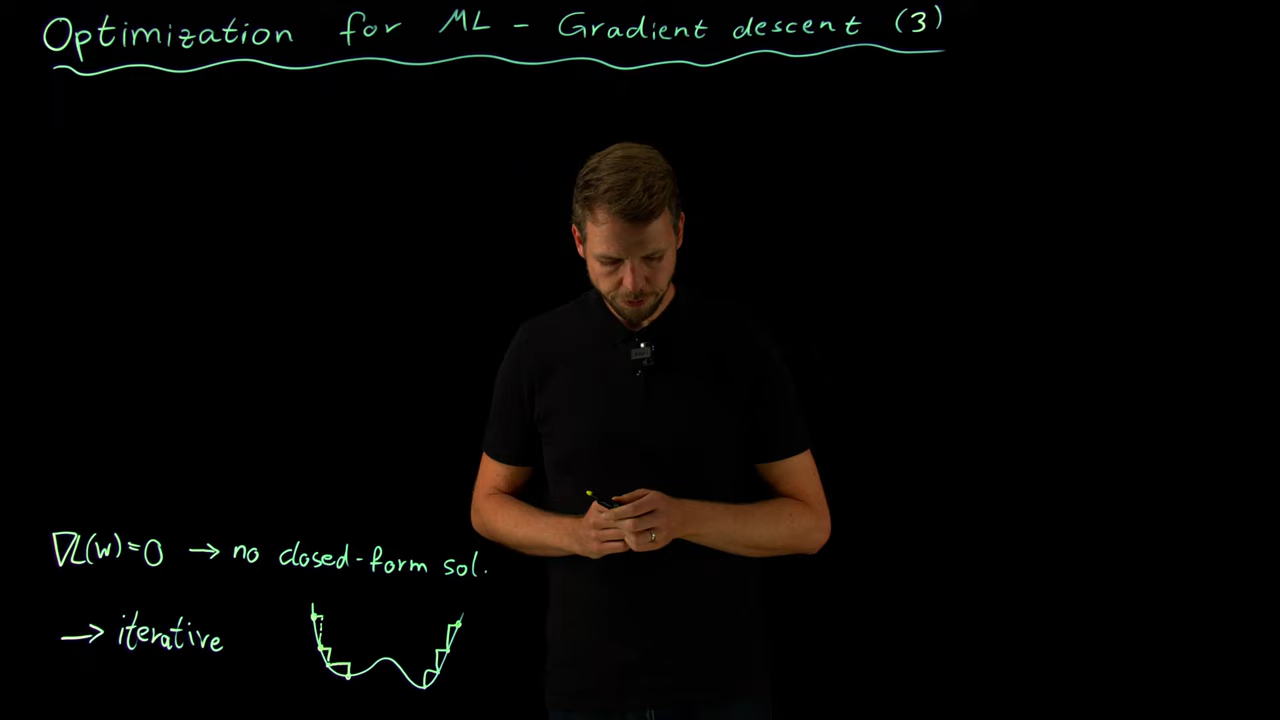 Optimization for ML - Gradient descent (3)
∇L(w)=0 → no closed-form sol.
→ iterative